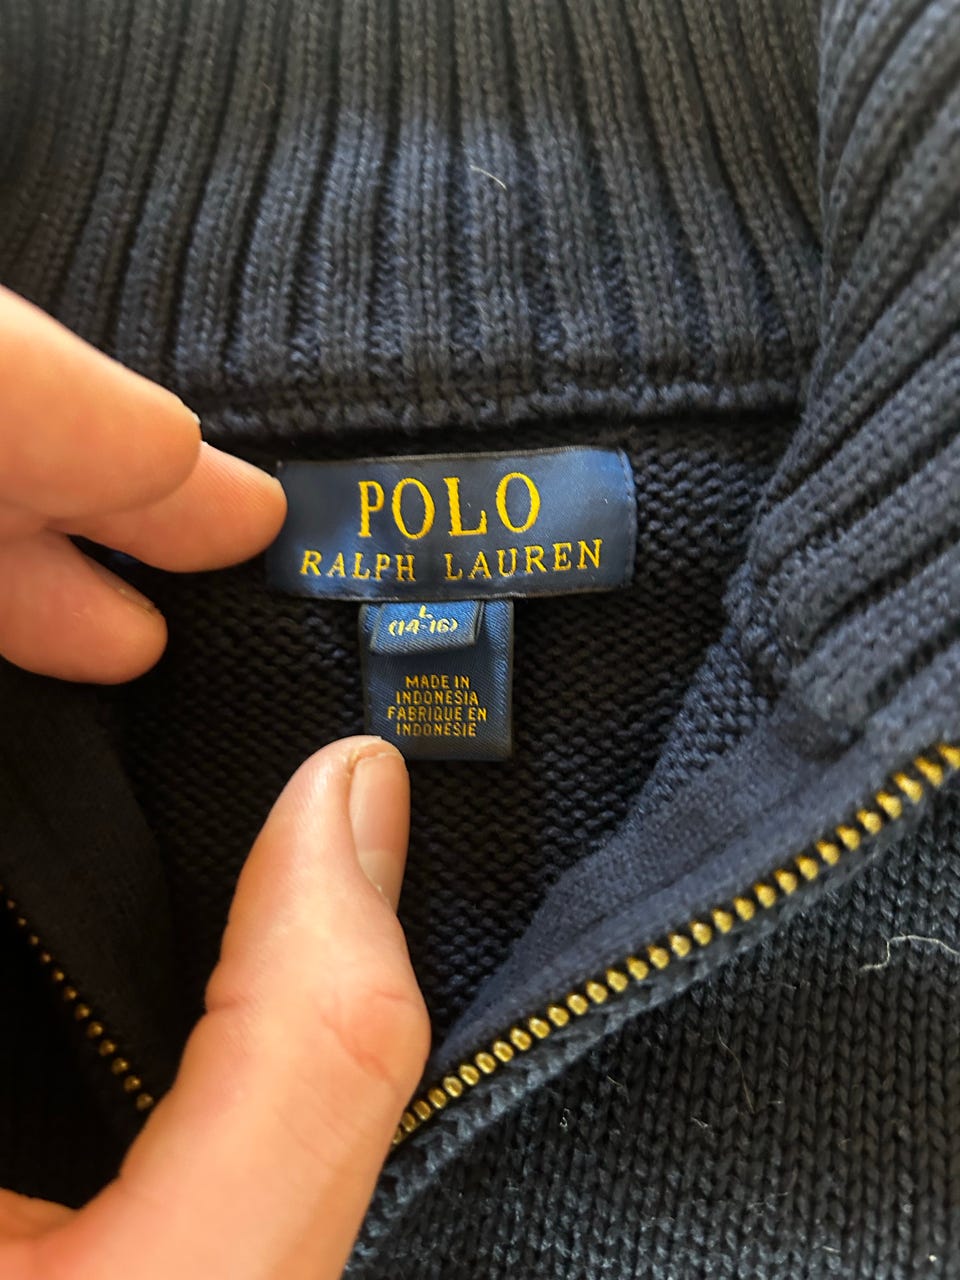 POLO
RALPH LAUREN
L
(14-16)
MADE IN
INDONESIA
FABRIQUE EN
INDONESIE